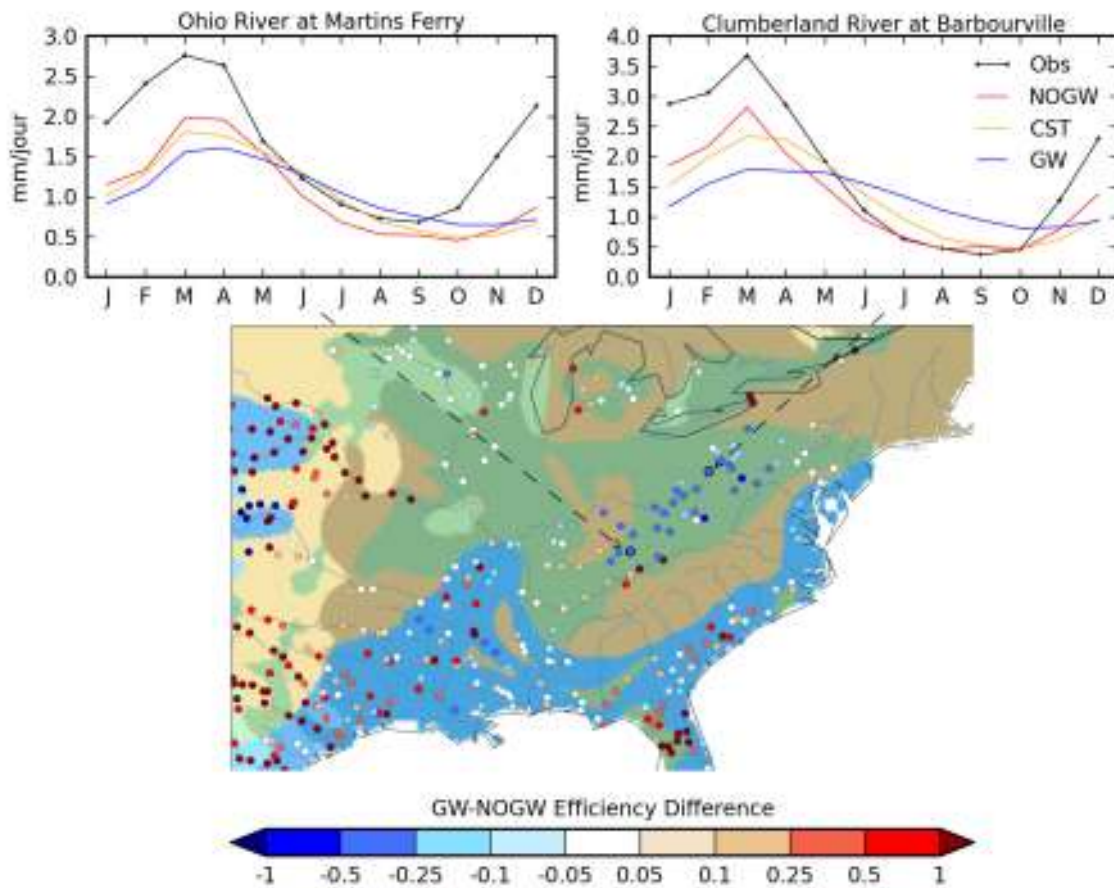 Ohio River at Martins Ferry
3.0
2.5
2.0
1.5
1.0
0.5
0.0
mm/jour
J F M A M J J A S O N D
Clumberland River at Barbourville
4.0
3.5
3.0
2.5
2.0
1.5
1.0
0.5
0.0
mm/jour
Obs
NOGW
CST
GW
J F M A M J J A S O N D
GW-NOGW Efficiency Difference
-1 -0.5 -0.25 -0.1 -0.05 0.05 0.1 0.25 0.5 1